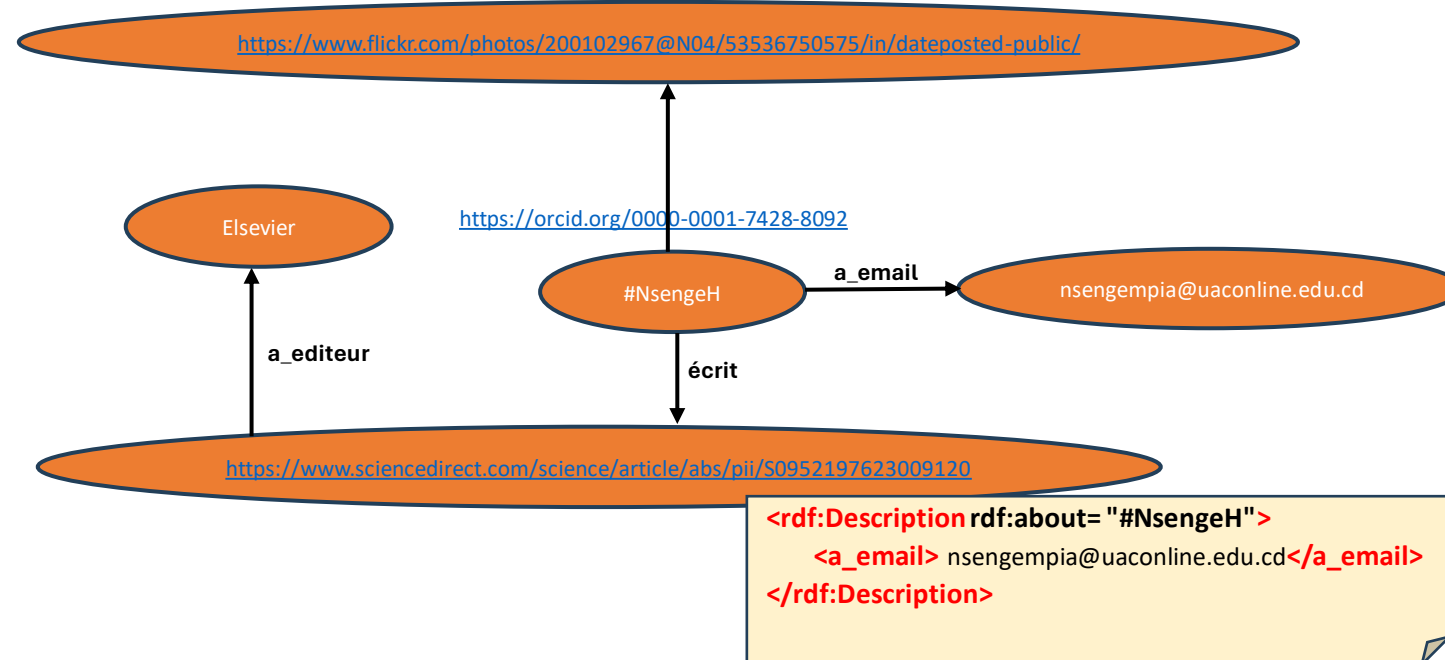 https://www.flickr.com/photos/200102967@N04/53536750575/in/dateposted-public/
Elsevier
https://orcid.org/0000-0001-7428-8092
#NsengeH
a_email
nsengempia@uaconline.edu.cd
a_editeur
écrit
https://www.sciencedirect.com/science/article/abs/pii/S0952197623009120
<rdf:Description rdf:about= "#NsengeH">
<a_email> nsengempia@uaconline.edu.cd</a_email>
</rdf:Description>